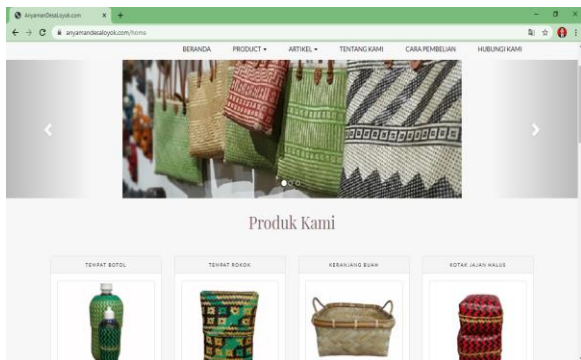 AnyamanDesaLoyok.com
anyamandesaloyok.com/home
BERANDA PRODUCT ARTIKEL TENTANG KAMI CARA PEMBELIAN HUBUNGI KAMI
Produk Kami
TEMPAT BOTOL TEMPAT ROKOK KERANJANG BUAH KOTAK JAJAN HALUS